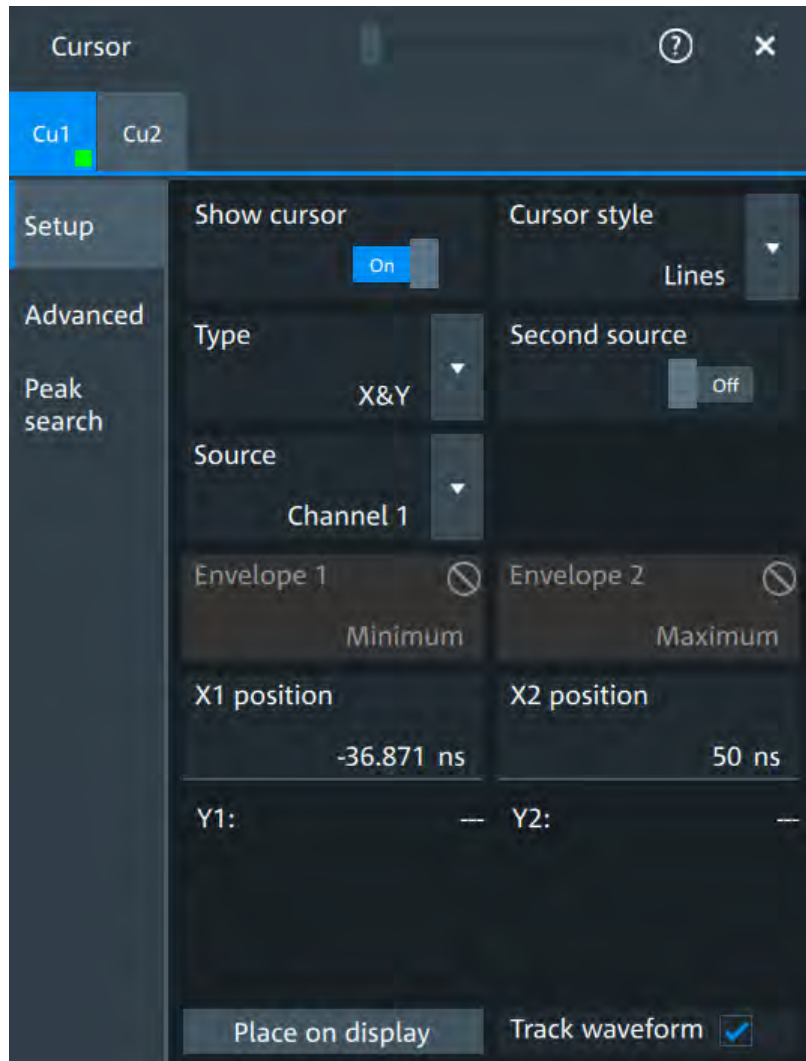 Cursor ? ×
Cu1 Cu2
Setup
Advanced
Peak
search
Show cursor
On
Cursor style
Lines
Type
X&Y
Second source
Off
Source
Channel 1
Envelope 1
Minimum
Envelope 2
Maximum
X1 position
-36.871 ns
X2 position
50 ns
Y1: ---
Y2: ---
Place on display
Track waveform